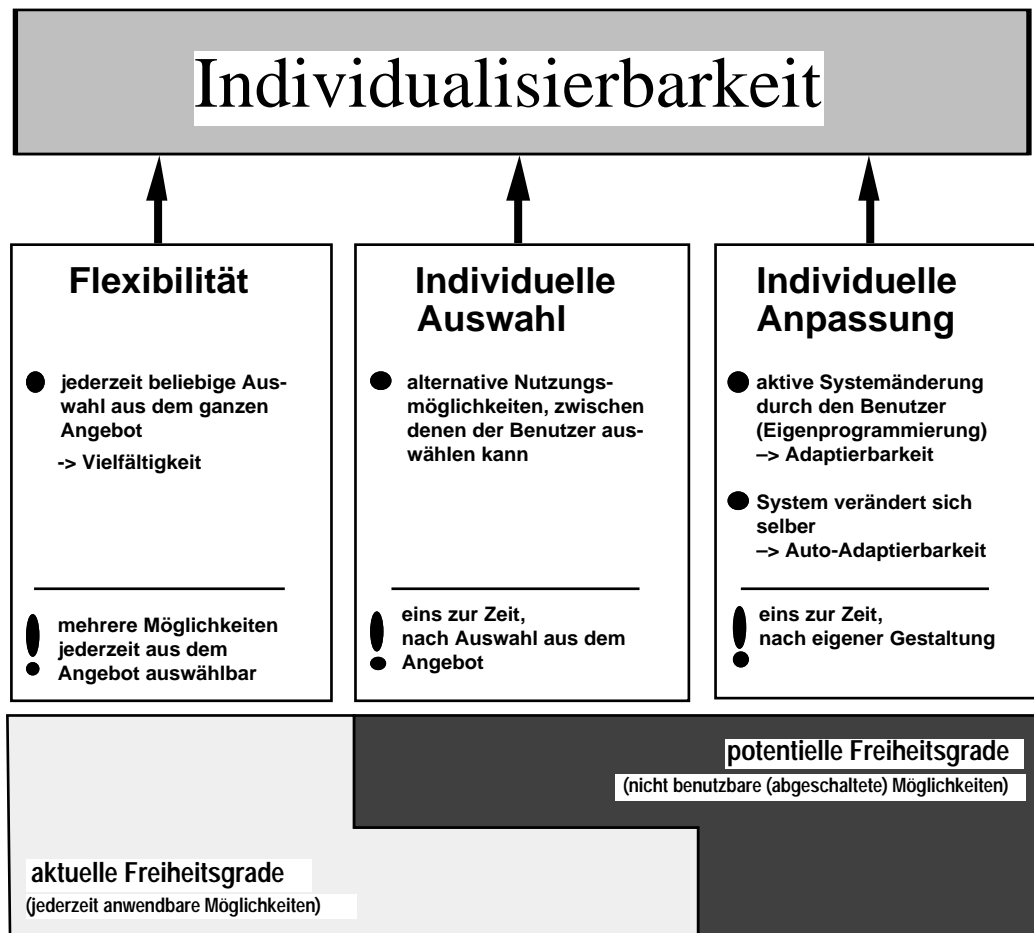 Individualisierbarkeit
Flexibilität
jederzeit beliebige Aus-
wahl aus dem ganzen
Angebot
-> Vielfältigkeit
mehrere Möglichkeiten
jederzeit aus dem
Angebot auswählbar
Individuelle
Auswahl
alternative Nutzungs-
möglichkeiten, zwischen
denen der Benutzer aus-
wählen kann
eins zur Zeit,
nach Auswahl aus dem
Angebot
Individuelle
Anpassung
aktive Systemänderung
durch den Benutzer
(Eigenprogrammierung)
–> Adaptierbarkeit
System verändert sich
selber
–> Auto-Adaptierbarkeit
eins zur Zeit,
nach eigener Gestaltung
potentielle Freiheitsgrade
(nicht benutzbare (abgeschaltete) Möglichkeiten)
aktuelle Freiheitsgrade
(jederzeit anwendbare Möglichkeiten)